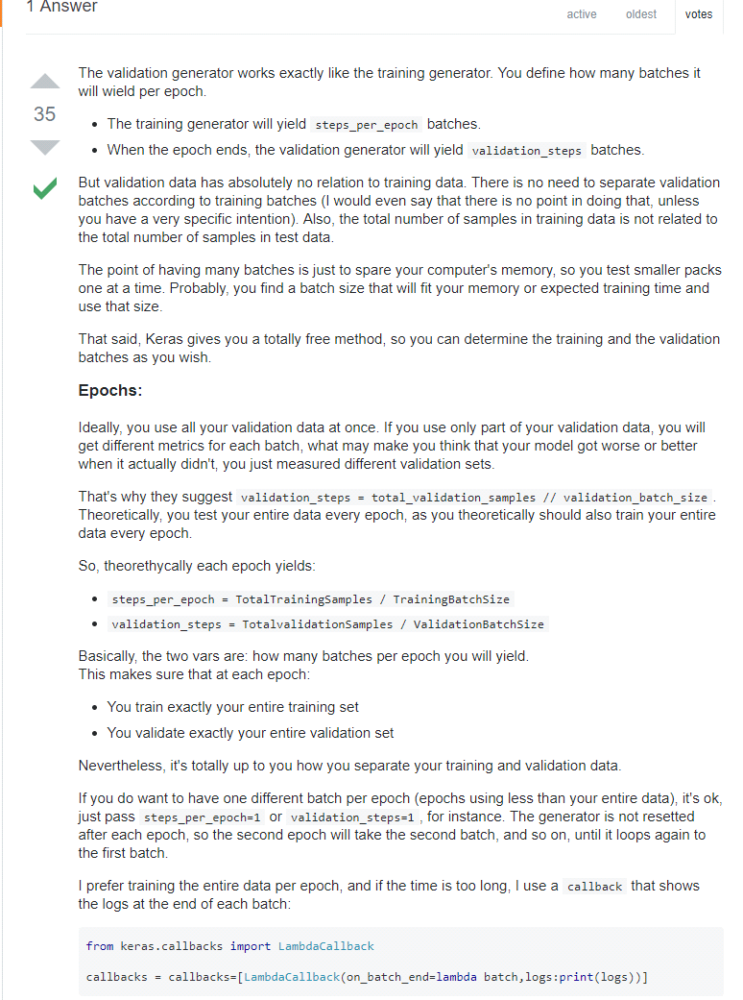 1 Answer
active oldest votes
The validation generator works exactly like the training generator. You define how many batches it
will wield per epoch.
35
• The training generator will yield steps_per_epoch batches.
• When the epoch ends, the validation generator will yield validation_steps batches.
But validation data has absolutely no relation to training data. There is no need to separate validation
batches according to training batches (I would even say that there is no point in doing that, unless
you have a very specific intention). Also, the total number of samples in training data is not related to
the total number of samples in test data.
The point of having many batches is just to spare your computer's memory, so you test smaller packs
one at a time. Probably, you find a batch size that will fit your memory or expected training time and
use that size.
That said, Keras gives you a totally free method, so you can determine the training and the validation
batches as you wish.
Epochs:
Ideally, you use all your validation data at once. If you use only part of your validation data, you will
get different metrics for each batch, what may make you think that your model got worse or better
when it actually didn't, you just measured different validation sets.
That's why they suggest validation_steps = total_validation_samples // validation_batch_size .
Theoretically, you test your entire data every epoch, as you theoretically should also train your entire
data every epoch.
So, theorethycally each epoch yields:
• steps_per_epoch = TotalTrainingSamples / TrainingBatchSize
• validation_steps = TotalvalidationSamples / ValidationBatchSize
Basically, the two vars are: how many batches per epoch you will yield.
This makes sure that at each epoch:
• You train exactly your entire training set
• You validate exactly your entire validation set
Nevertheless, it's totally up to you how you separate your training and validation data.
If you do want to have one different batch per epoch (epochs using less than your entire data), it's ok,
just pass steps_per_epoch=1 or validation_steps=1 , for instance. The generator is not resetted
after each epoch, so the second epoch will take the second batch, and so on, until it loops again to
the first batch.
I prefer training the entire data per epoch, and if the time is too long, I use a callback that shows
the logs at the end of each batch:
from keras.callbacks import LambdaCallback
callbacks = callbacks=[LambdaCallback(on_batch_end=lambda batch,logs:print(logs))]